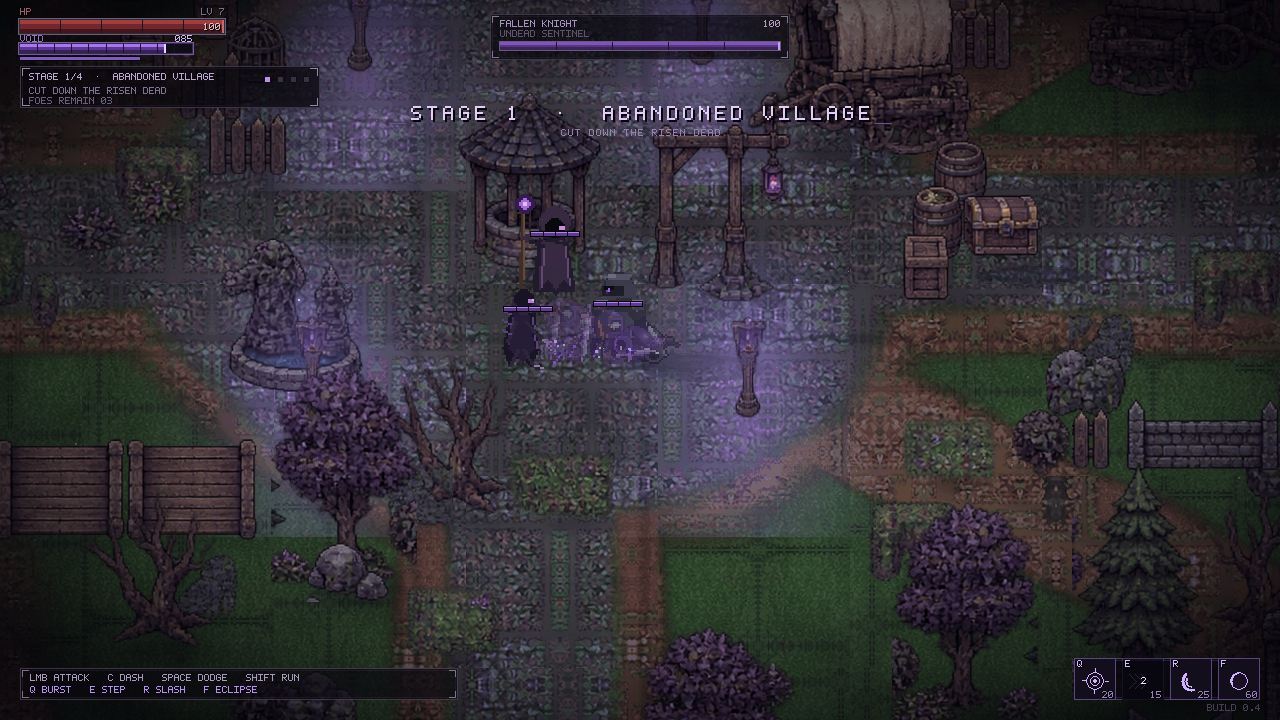 HP LV 7
100
VOID 085
STAGE 1/4 · ABANDONED VILLAGE
CUT DOWN THE RISEN DEAD
FOES REMAIN 03
FALLEN KNIGHT 100
UNDEAD SENTINEL
STAGE 1 · ABANDONED VILLAGE
CUT DOWN THE RISEN DEAD
LMB ATTACK C DASH SPACE DODGE SHIFT RUN
Q BURST E STEP R SLASH F ECLIPSE
Q E R F
2
20 15 25 60
BUILD 0.4